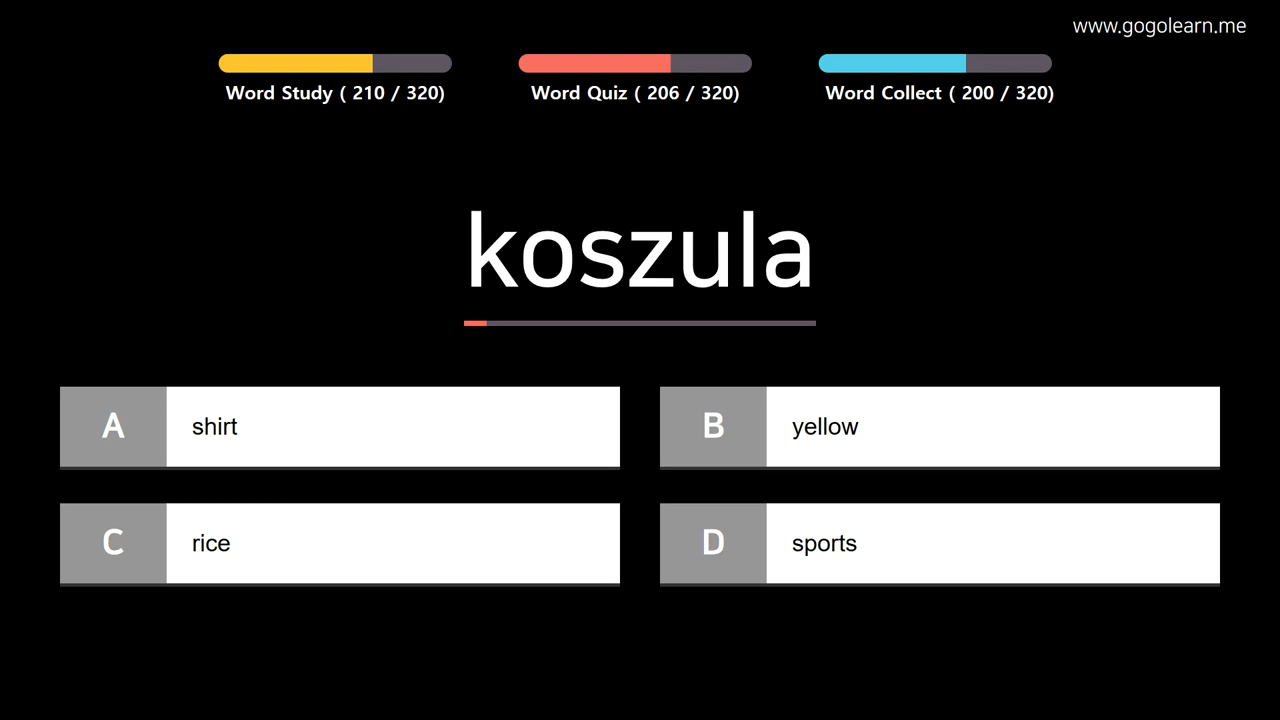 www.gogolearn.me
Word Study ( 210 / 320)
Word Quiz ( 206 / 320)
Word Collect ( 200 / 320)
koszula
A shirt
B yellow
C rice
D sports